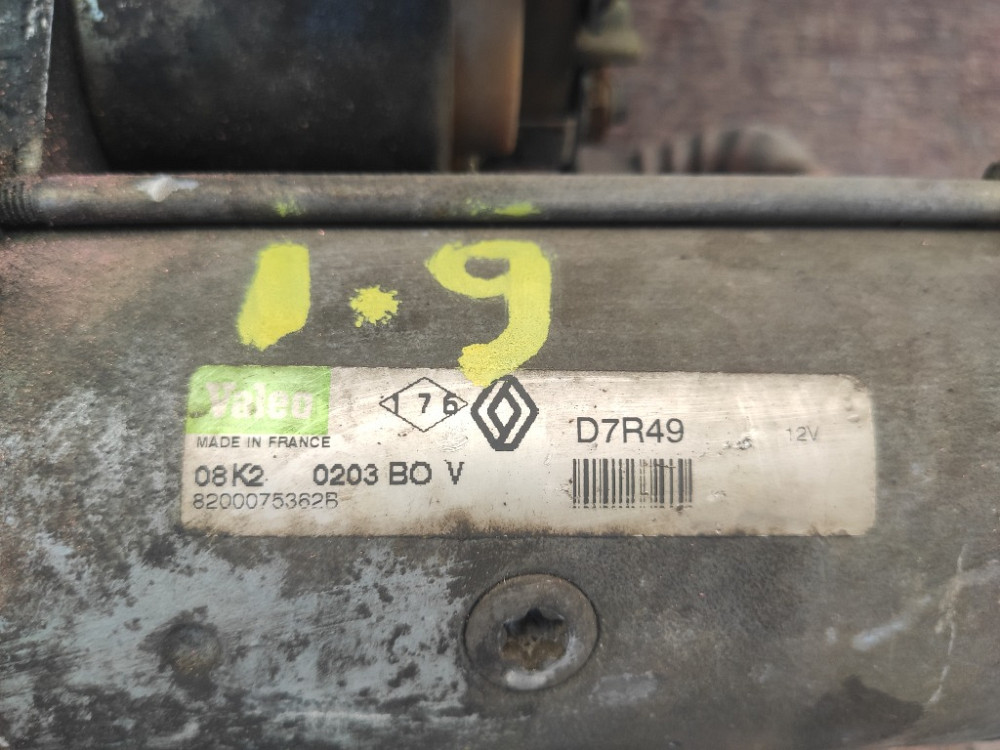 1.9
Valeo
176
D7R49
12V
MADE IN FRANCE
08K2 0203 BO V
8200075362B